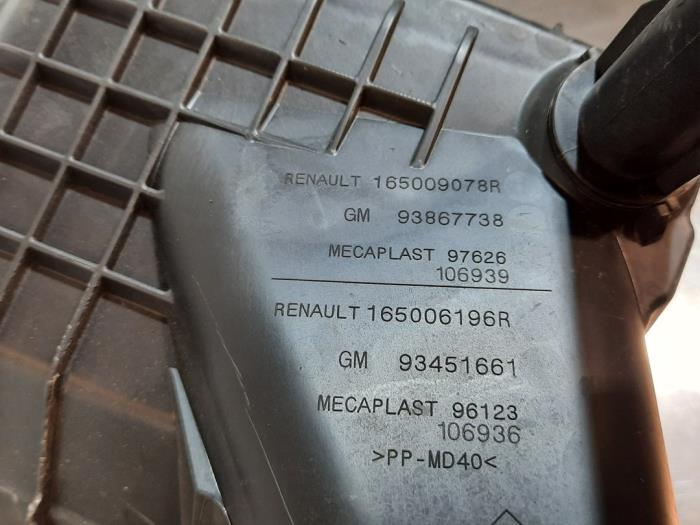 RENAULT 165009078R
GM 93867738
MECAPLAST 97626
106939
RENAULT 165006196R
GM 93451661
MECAPLAST 96123
106936
>PP-MD40<